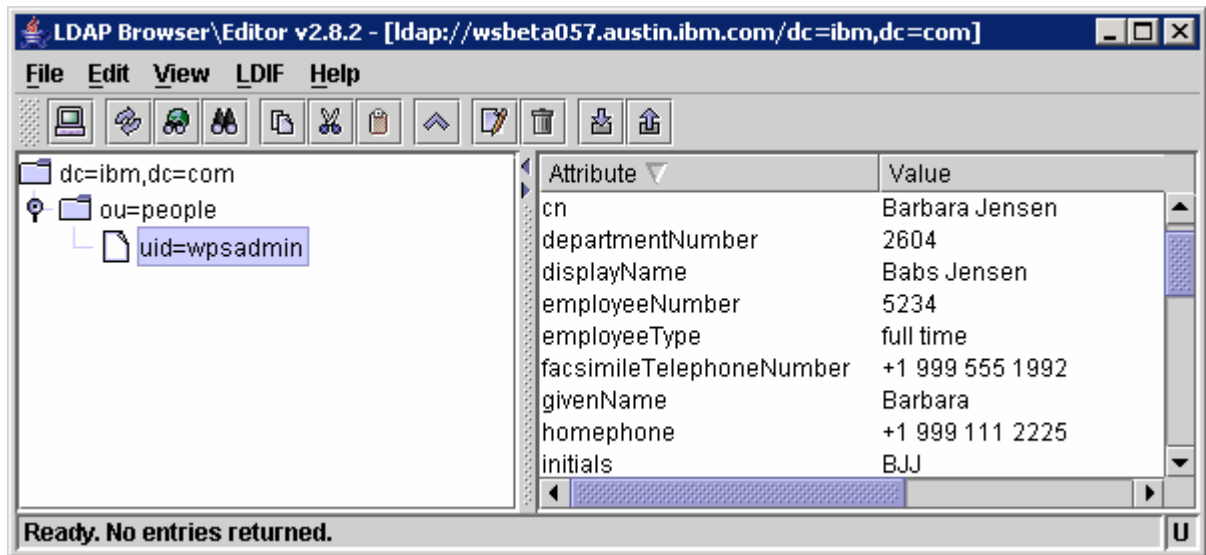 LDAP Browser\Editor v2.8.2 - [ldap://wsbeta057.austin.ibm.com/dc=ibm,dc=com]
File Edit View LDIF Help
dc=ibm,dc=com
ou=people
uid=wpsadmin
Attribute Value
cn Barbara Jensen
departmentNumber 2604
displayName Babs Jensen
employeeNumber 5234
employeeType full time
facsimileTelephoneNumber +1 999 555 1992
givenName Barbara
homephone +1 999 111 2225
initials BJJ
Ready. No entries returned. U